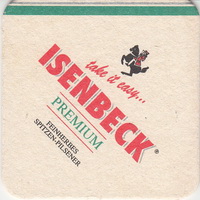 take it easy...
ISENBECK®
PREMIUM
FEINHERBES
SPITZEN-PILSENER